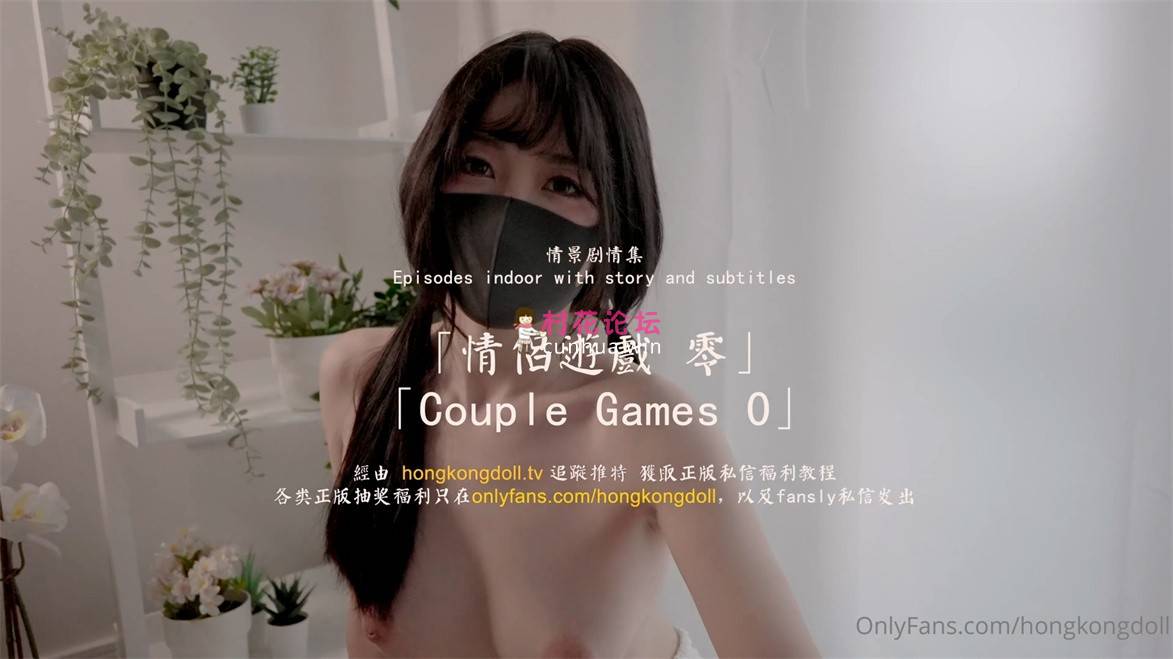 情景剧情集
Episodes indoor with story and subtitles
村花论坛
cunhua.win
「情侣遊戲 零」
「Couple Games 0」
經由 hongkongdoll.tv 追蹤推特 獲取正版私信福利教程
各类正版抽奖福利只在onlyfans.com/hongkongdoll，以及fansly私信发出
OnlyFans.com/hongkongdoll